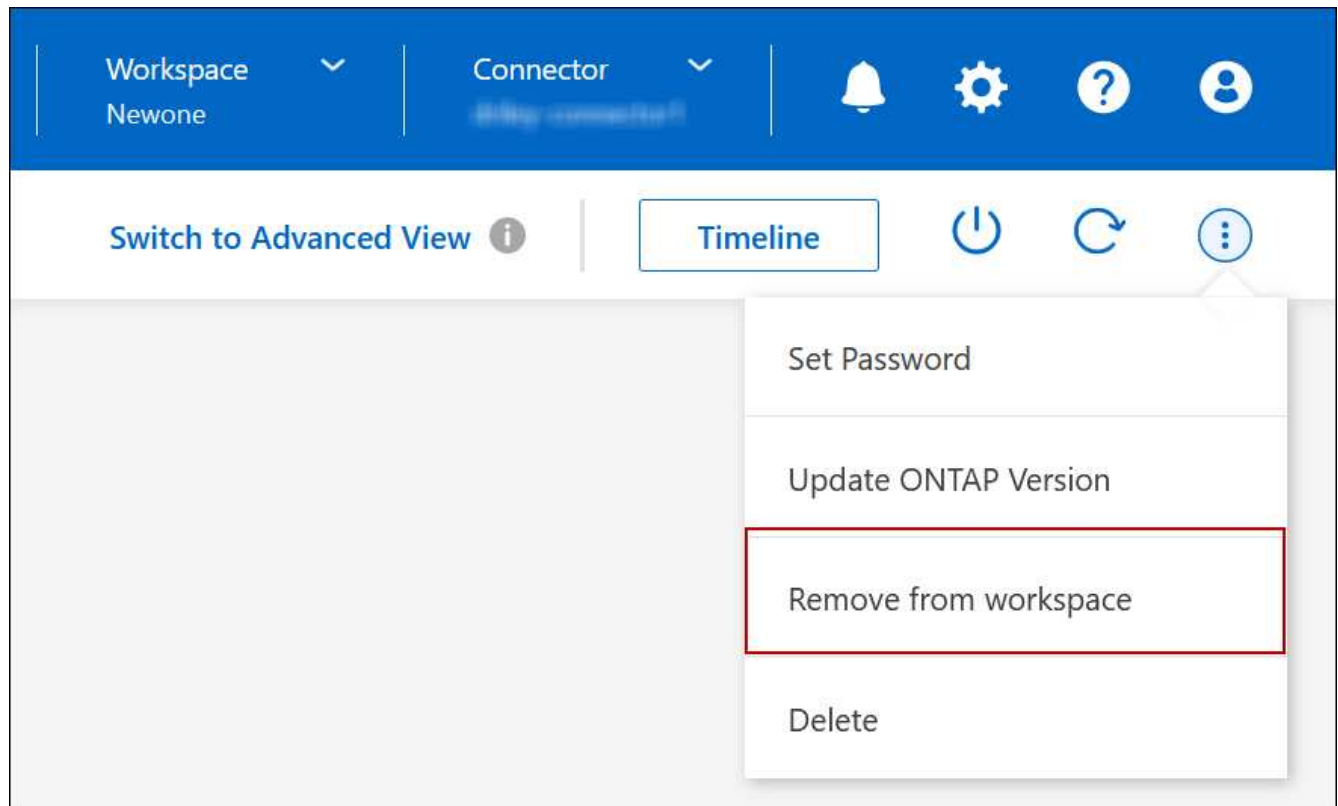 Workspace
Newone
Connector
Switch to Advanced View
Timeline
Set Password
Update ONTAP Version
Remove from workspace
Delete